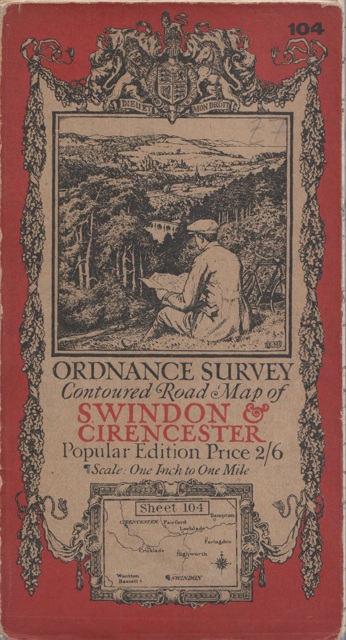 104
DIEU ET MON DROIT
77
ORDNANCE SURVEY
Contoured Road Map of
SWINDON &
CIRENCESTER
Popular Edition Price 2/6
Scale: One Inch to One Mile
Sheet 104
Bampton
CIRENCESTER Fairford
Lechlade
Faringdon
Cricklade
Highworth
Wootton
Bassett
SWINDON